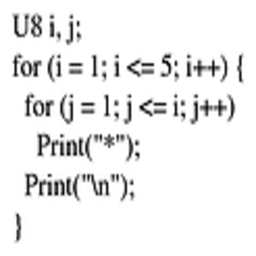 U8 i, j;
for (i = 1; i <= 5; i++) {
for (j = 1; j <= i; j++)
Print("*");
Print("\n");
}